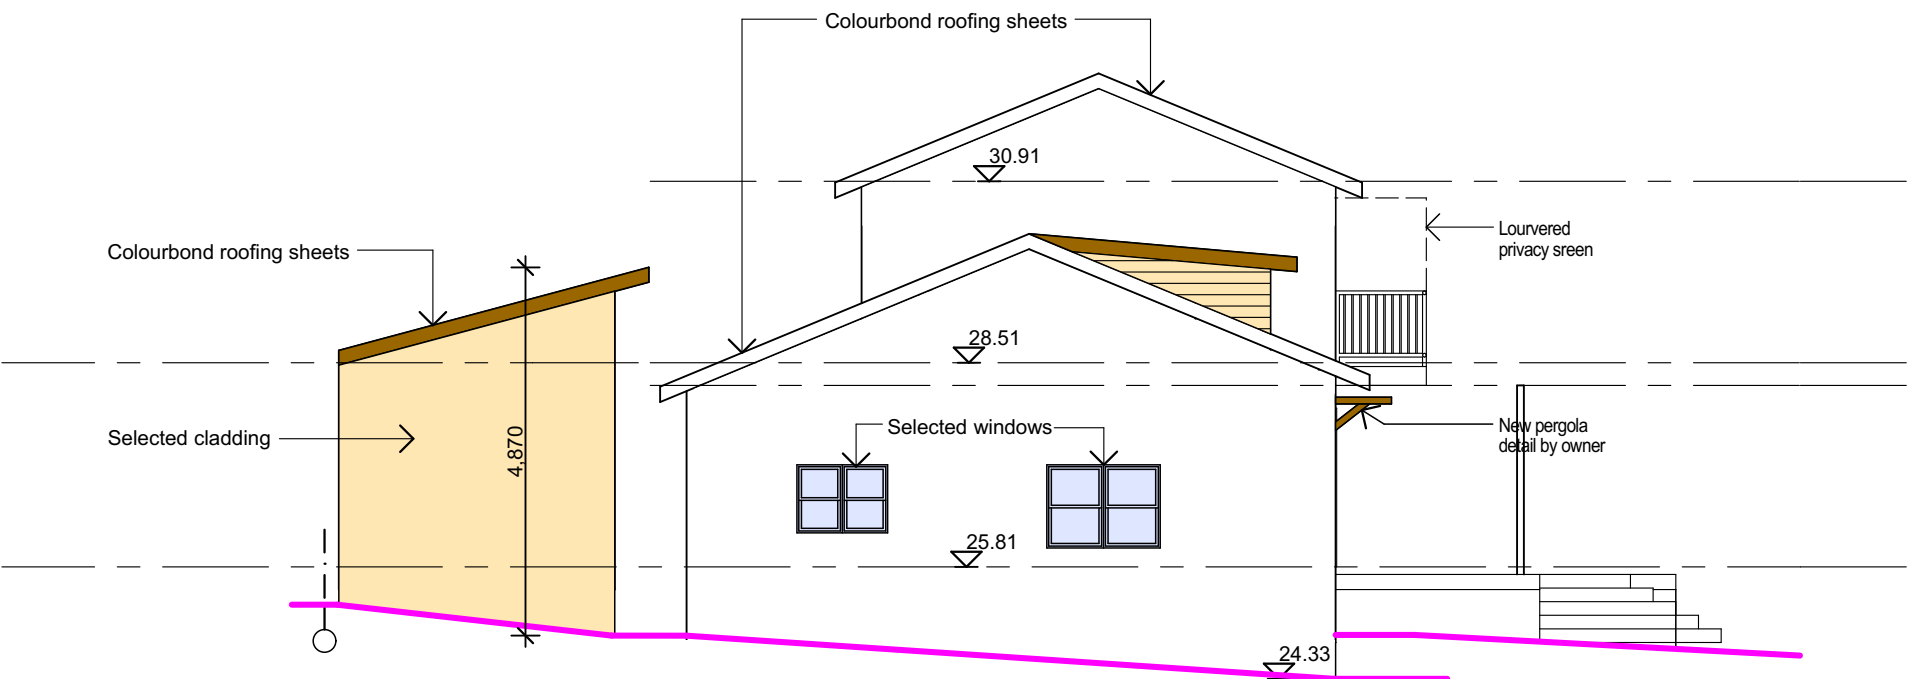 Colourbond roofing sheets
30.91
Lourvered
privacy sreen
Colourbond roofing sheets
28.51
Selected windows
New pergola
detail by owner
Selected cladding
4,870
25.81
24.33